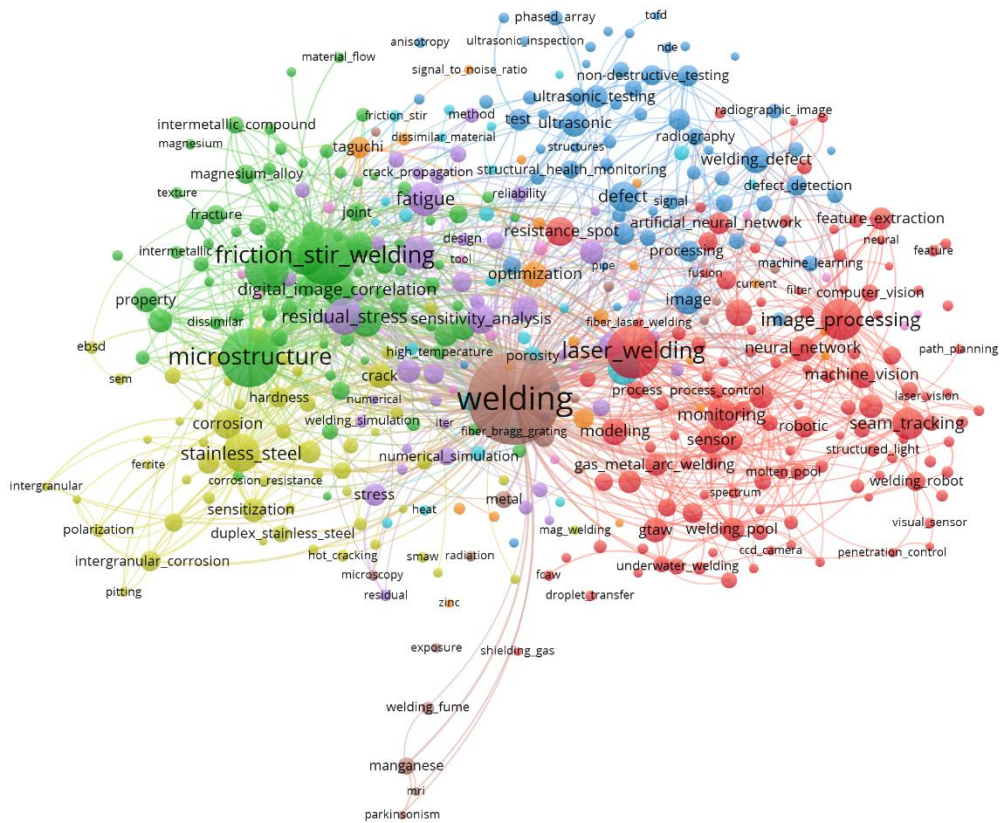 phased_array
tofd
anisotropy
ultrasonic_inspection
nde
material_flow
signal_to_noise_ratio
non-destructive_testing
ultrasonic_testing
radiographic_image
friction_stir
method
test
ultrasonic
intermetallic_compound
dissimilar_material
radiography
magnesium
taguchi
structures
welding_defect
magnesium_alloy
crack_propagation
structural_health_monitoring
defect_detection
texture
fatigue
reliability
defect
signal
fracture
joint
artificial_neural_network
feature_extraction
resistance_spot
design
neural
intermetallic
friction_stir_welding
tool
processing
feature
pipe
machine_learning
optimization
fusion
digital_image_correlation
current
filter
computer_vision
property
image
dissimilar
residual_stress
sensitivity_analysis
fiber_laser_welding
image_processing
ebsd
microstructure
high_temperature
porosity
laser_welding
neural_network
path_planning
sem
crack
machine_vision
hardness
numerical
process
process_control
laser_vision
welding
corrosion
welding_simulation
iter
fiber_bragg_grating
modeling
monitoring
robotic
seam_tracking
stainless_steel
numerical_simulation
sensor
structured_light
ferrite
gas_metal_arc_welding
molten_pool
intergranular
corrosion_resistance
stress
spectrum
welding_robot
sensitization
metal
polarization
heat
mag_welding
gtaw
welding_pool
visual_sensor
duplex_stainless_steel
ccd_camera
intergranular_corrosion
hot_cracking
smaw
radiation
penetration_control
microscopy
fcaw
underwater_welding
pitting
residual
droplet_transfer
zinc
exposure
shielding_gas
welding_fume
manganese
mri
parkinsonism